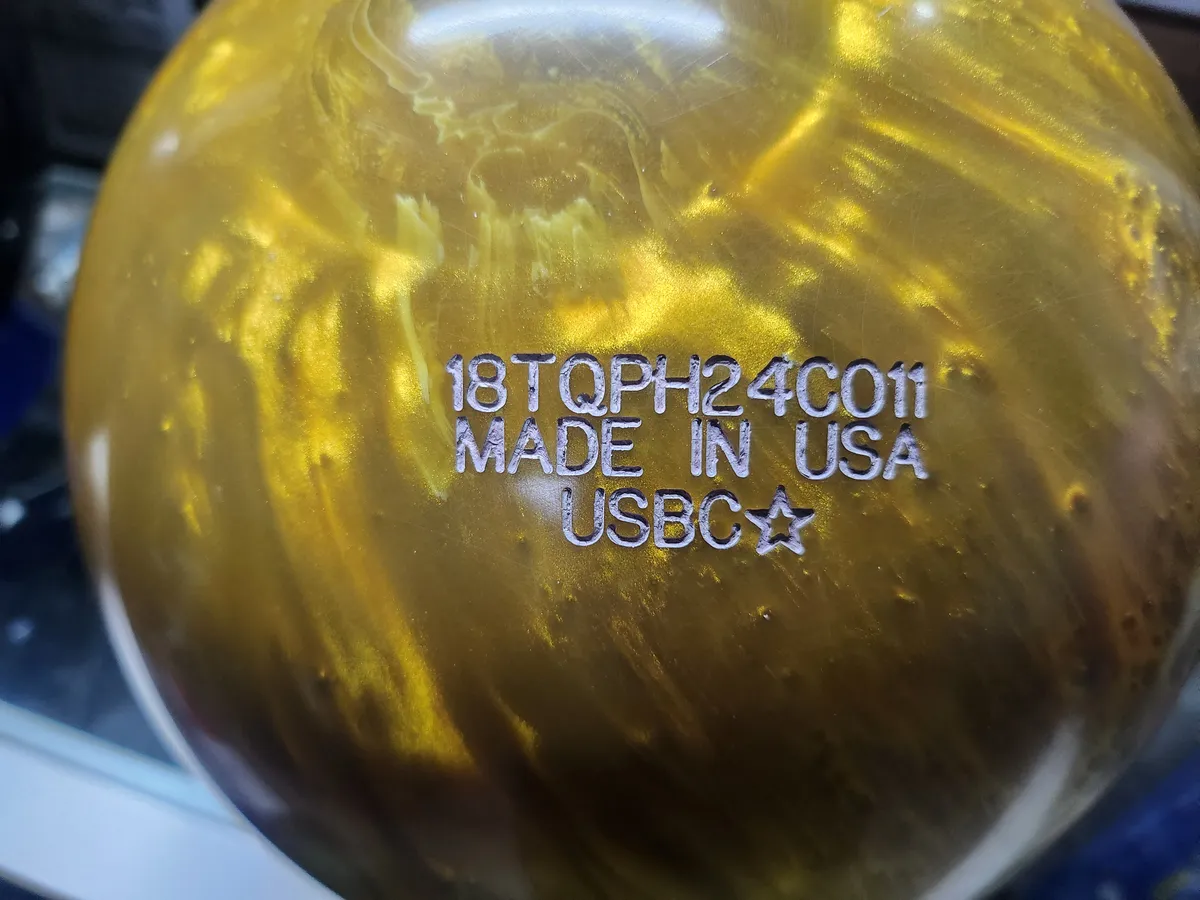 18TQPH24C011
MADE IN USA
USBC☆